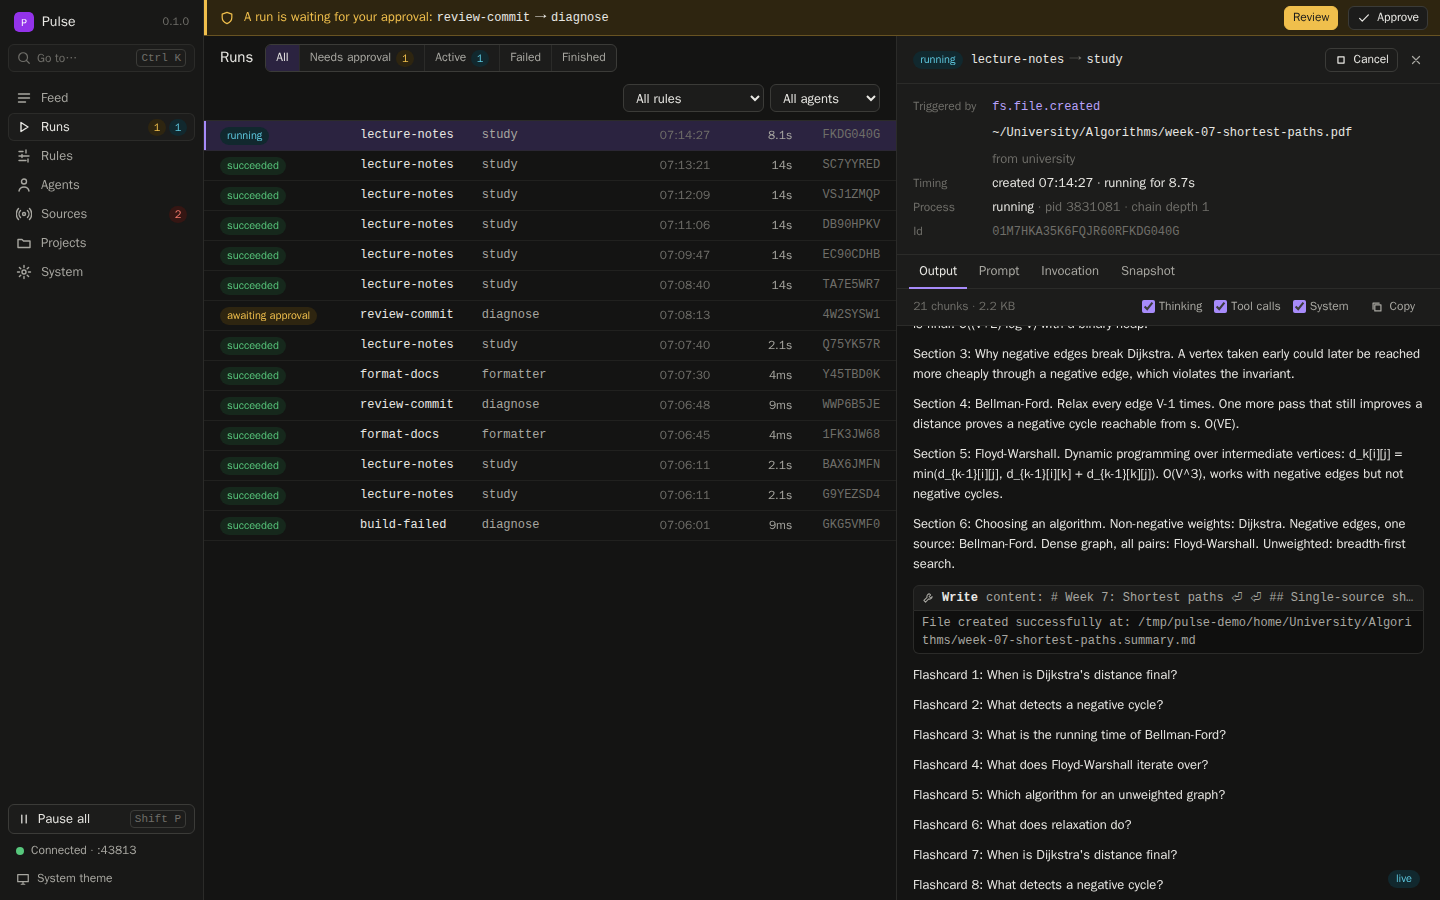 P Pulse 0.1.0
Go to··· Ctrl K
Feed
Runs 1 1
Rules
Agents
Sources 2
Projects
System
Pause all Shift P
Connected · :43813
System theme
A run is waiting for your approval: review-commit → diagnose
Review Approve
Runs All Needs approval 1 Active 1 Failed Finished
All rules All agents
running lecture-notes study 07:14:27 8.1s FKDG040G
succeeded lecture-notes study 07:13:21 14s SC7YYRED
succeeded lecture-notes study 07:12:09 14s VSJ1ZMQP
succeeded lecture-notes study 07:11:06 14s DB90HPKV
succeeded lecture-notes study 07:09:47 14s EC90CDHB
succeeded lecture-notes study 07:08:40 14s TA7E5WR7
awaiting approval review-commit diagnose 07:08:13 4W2SYSW1
succeeded lecture-notes study 07:07:40 2.1s Q75YK57R
succeeded format-docs formatter 07:07:30 4ms Y45TBD0K
succeeded review-commit diagnose 07:06:48 9ms WWP6B5JE
succeeded format-docs formatter 07:06:45 4ms 1FK3JW68
succeeded lecture-notes study 07:06:11 2.1s BAX6JMFN
succeeded lecture-notes study 07:06:11 2.1s G9YEZSD4
succeeded build-failed diagnose 07:06:01 9ms GKG5VMF0
running lecture-notes → study Cancel
Triggered by fs.file.created
~/University/Algorithms/week-07-shortest-paths.pdf
from university
Timing created 07:14:27 · running for 8.7s
Process running · pid 3831081 · chain depth 1
Id 01M7HKA35K6FQJR60RFKDG040G
Output Prompt Invocation Snapshot
21 chunks · 2.2 KB Thinking Tool calls System Copy
is final. O((V+E) log V) with a binary heap.
Section 3: Why negative edges break Dijkstra. A vertex taken early could later be reached
more cheaply through a negative edge, which violates the invariant.
Section 4: Bellman-Ford. Relax every edge V-1 times. One more pass that still improves a
distance proves a negative cycle reachable from s. O(VE).
Section 5: Floyd-Warshall. Dynamic programming over intermediate vertices: d_k[i][j] =
min(d_{k-1}[i][j], d_{k-1}[i][k] + d_{k-1}[k][j]). O(V^3), works with negative edges but not
negative cycles.
Section 6: Choosing an algorithm. Non-negative weights: Dijkstra. Negative edges, one
source: Bellman-Ford. Dense graph, all pairs: Floyd-Warshall. Unweighted: breadth-first
search.
Write content: # Week 7: Shortest paths ⏎ ⏎ ## Single-source sh…
File created successfully at: /tmp/pulse-demo/home/University/Algori
thms/week-07-shortest-paths.summary.md
Flashcard 1: When is Dijkstra's distance final?
Flashcard 2: What detects a negative cycle?
Flashcard 3: What is the running time of Bellman-Ford?
Flashcard 4: What does Floyd-Warshall iterate over?
Flashcard 5: Which algorithm for an unweighted graph?
Flashcard 6: What does relaxation do?
Flashcard 7: When is Dijkstra's distance final?
Flashcard 8: What detects a negative cycle?
live